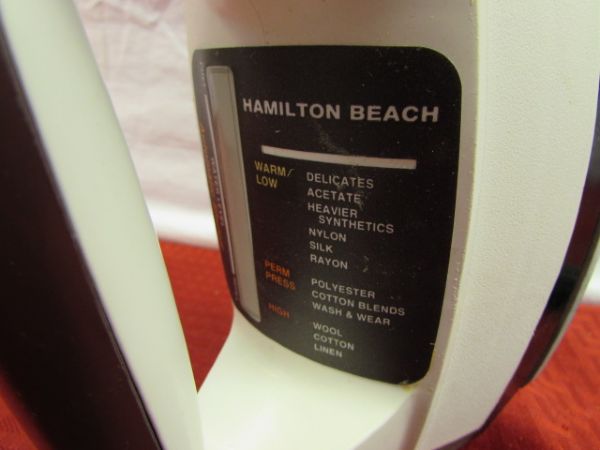 HAMILTON BEACH
WARM/
LOW
DELICATES
ACETATE
HEAVIER
SYNTHETICS
NYLON
SILK
RAYON
PERM
PRESS
POLYESTER
COTTON BLENDS
WASH & WEAR
HIGH
WOOL
COTTON
LINEN